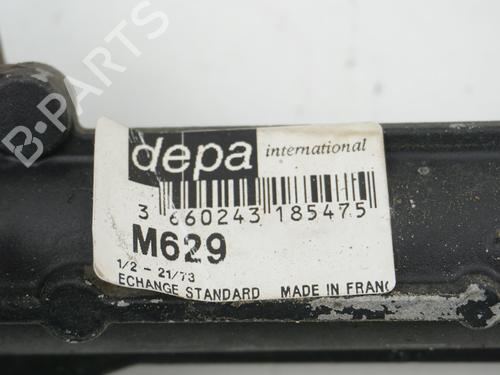 depa international
3 660243 185475
M629
1/2 - 21/73
ECHANGE STANDARD MADE IN FRANC
B-PARTS